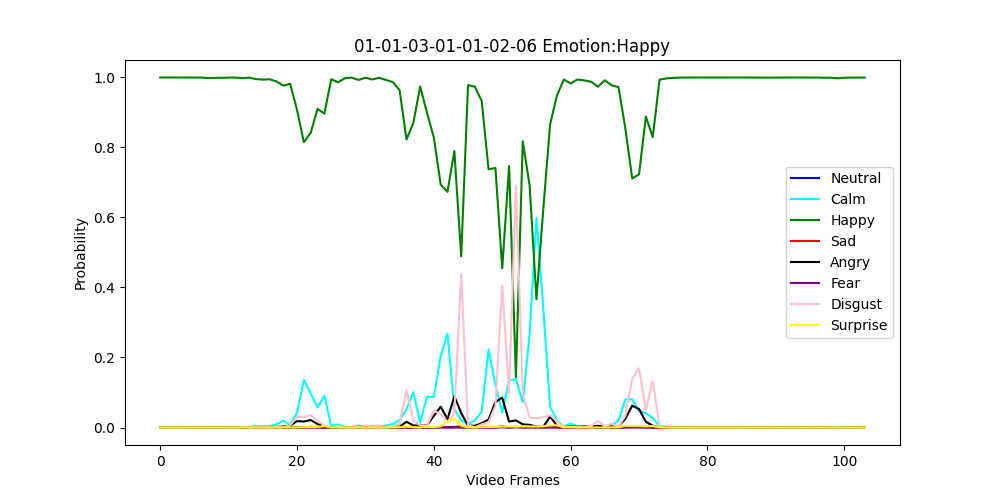 01-01-03-01-01-02-06 Emotion:Happy
Probability
1.0
0.8
0.6
0.4
0.2
0.0
0
20
40
60
80
100
Video Frames
Neutral
Calm
Happy
Sad
Angry
Fear
Disgust
Surprise